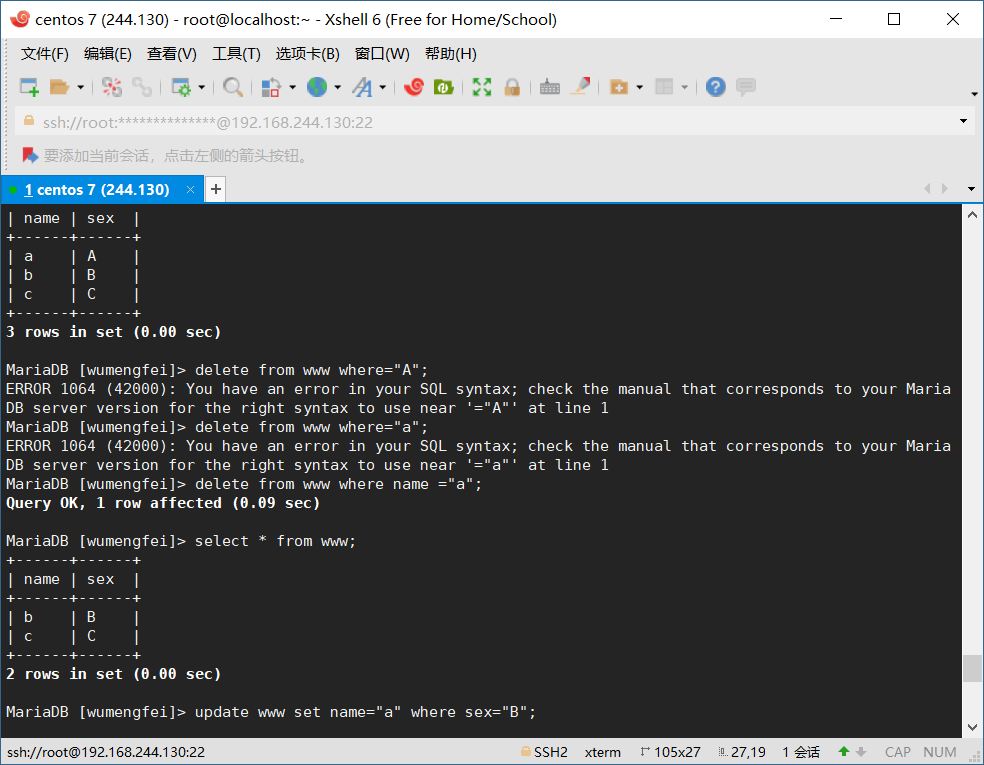 centos 7 (244.130) - root@localhost:~ - Xshell 6 (Free for Home/School)
文件(F) 编辑(E) 查看(V) 工具(T) 选项卡(B) 窗口(W) 帮助(H)
ssh://root:**************@192.168.244.130:22
要添加当前会话，点击左侧的箭头按钮。
1 centos 7 (244.130) × +
| name | sex  |
+------+------+
| a    | A    |
| b    | B    |
| c    | C    |
+------+------+
3 rows in set (0.00 sec)
MariaDB [wumengfei]> delete from www where="A";
ERROR 1064 (42000): You have an error in your SQL syntax; check the manual that corresponds to your Maria
DB server version for the right syntax to use near '="A"' at line 1
MariaDB [wumengfei]> delete from www where="a";
ERROR 1064 (42000): You have an error in your SQL syntax; check the manual that corresponds to your Maria
DB server version for the right syntax to use near '="a"' at line 1
MariaDB [wumengfei]> delete from www where name ="a";
Query OK, 1 row affected (0.09 sec)
MariaDB [wumengfei]> select * from www;
+------+------+
| name | sex  |
+------+------+
| b    | B    |
| c    | C    |
+------+------+
2 rows in set (0.00 sec)
MariaDB [wumengfei]> update www set name="a" where sex="B";
ssh://root@192.168.244.130:22 SSH2 xterm 105x27 27,19 1 会话 CAP NUM